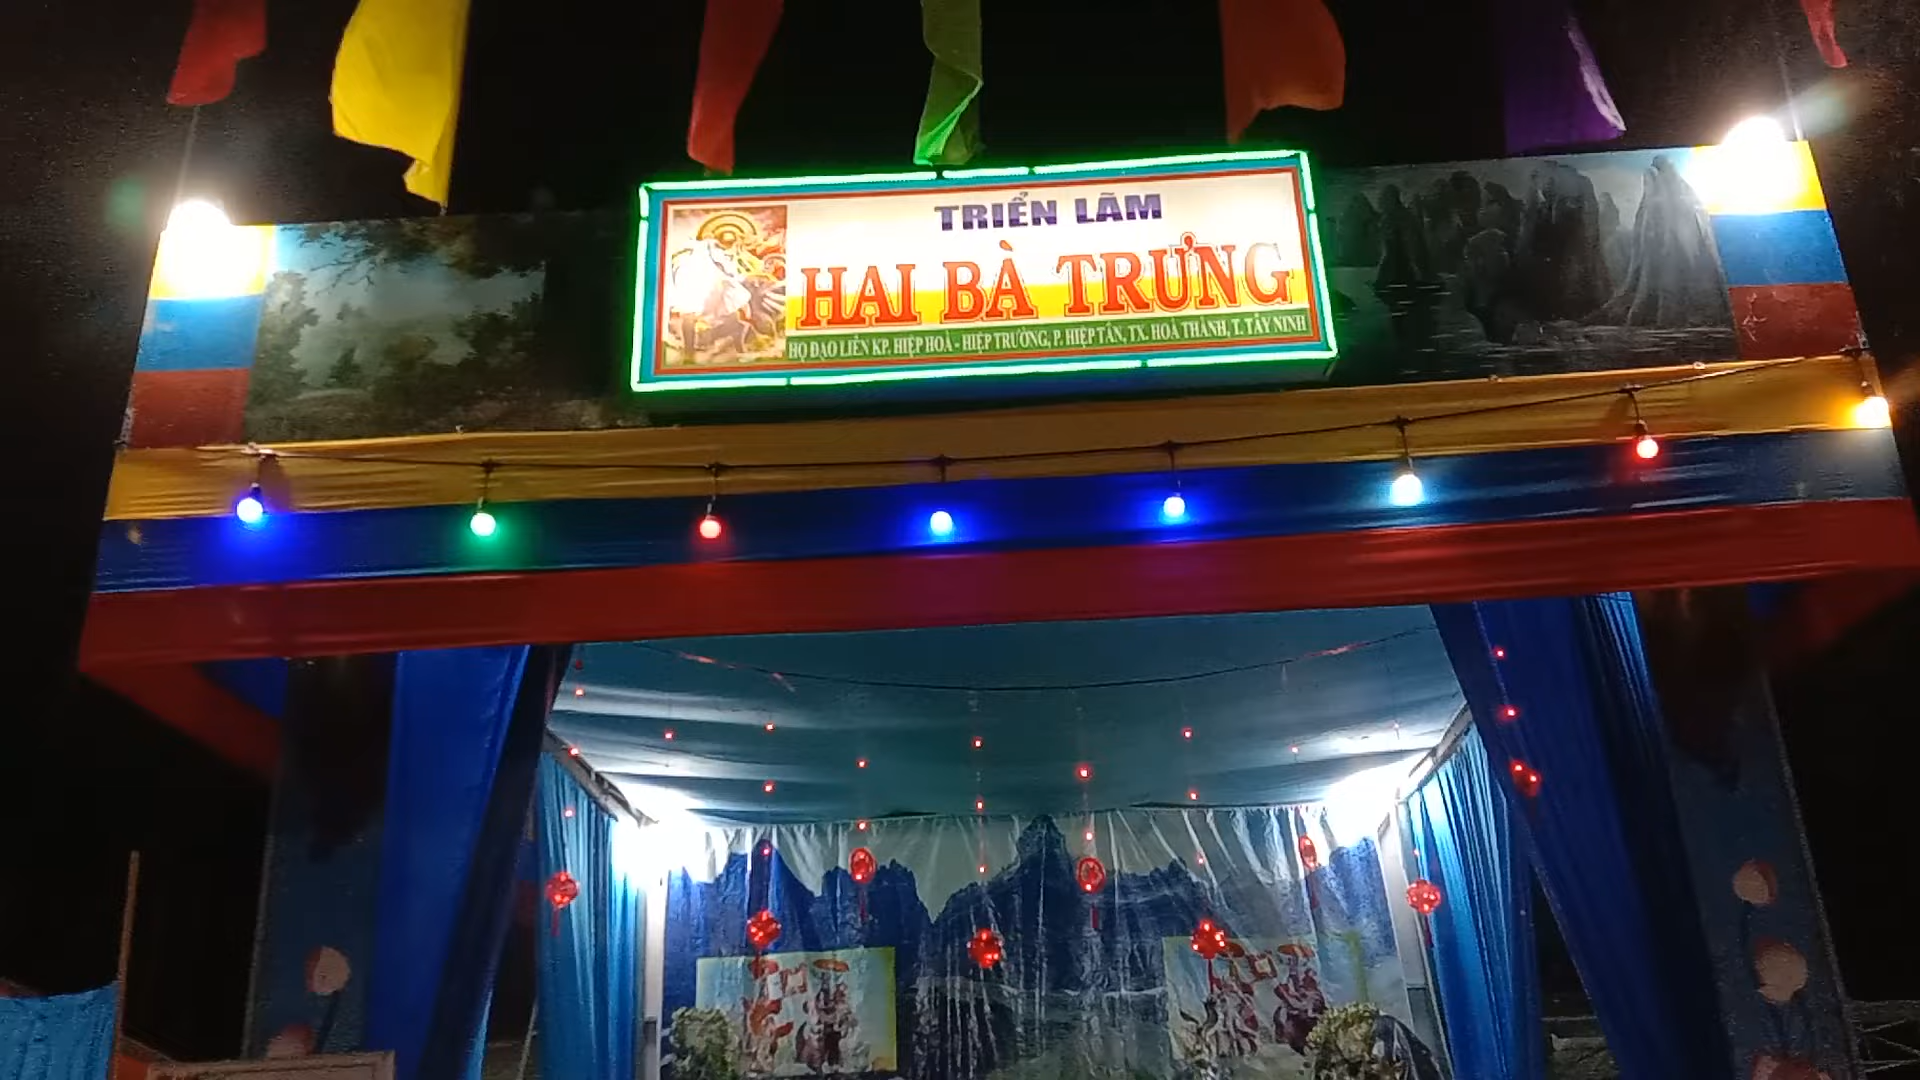 TRIỂN LÃM
HAI BÀ TRƯNG
HỌ ĐẠO LIÊN KP. HIỆP HOÀ - HIỆP TRƯỜNG, P. HIỆP TÂN, TX. HOÀ THÀNH, T. TÂY NINH